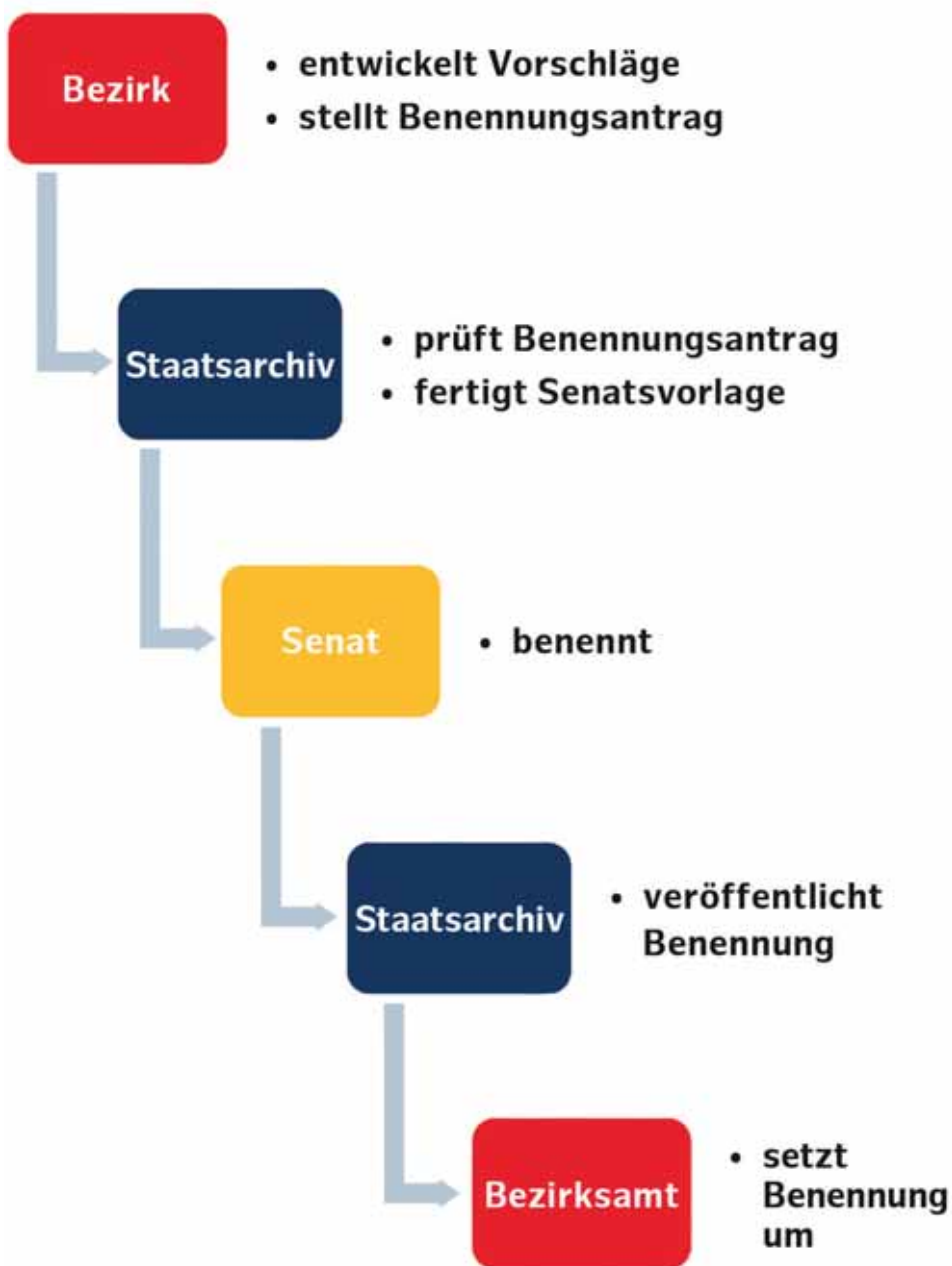 Bezirk
• entwickelt Vorschläge
• stellt Benennungsantrag
Staatsarchiv
• prüft Benennungsantrag
• fertigt Senatsvorlage
Senat
• benennt
Staatsarchiv
• veröffentlicht
Benennung
Bezirksamt
• setzt
Benennung
um